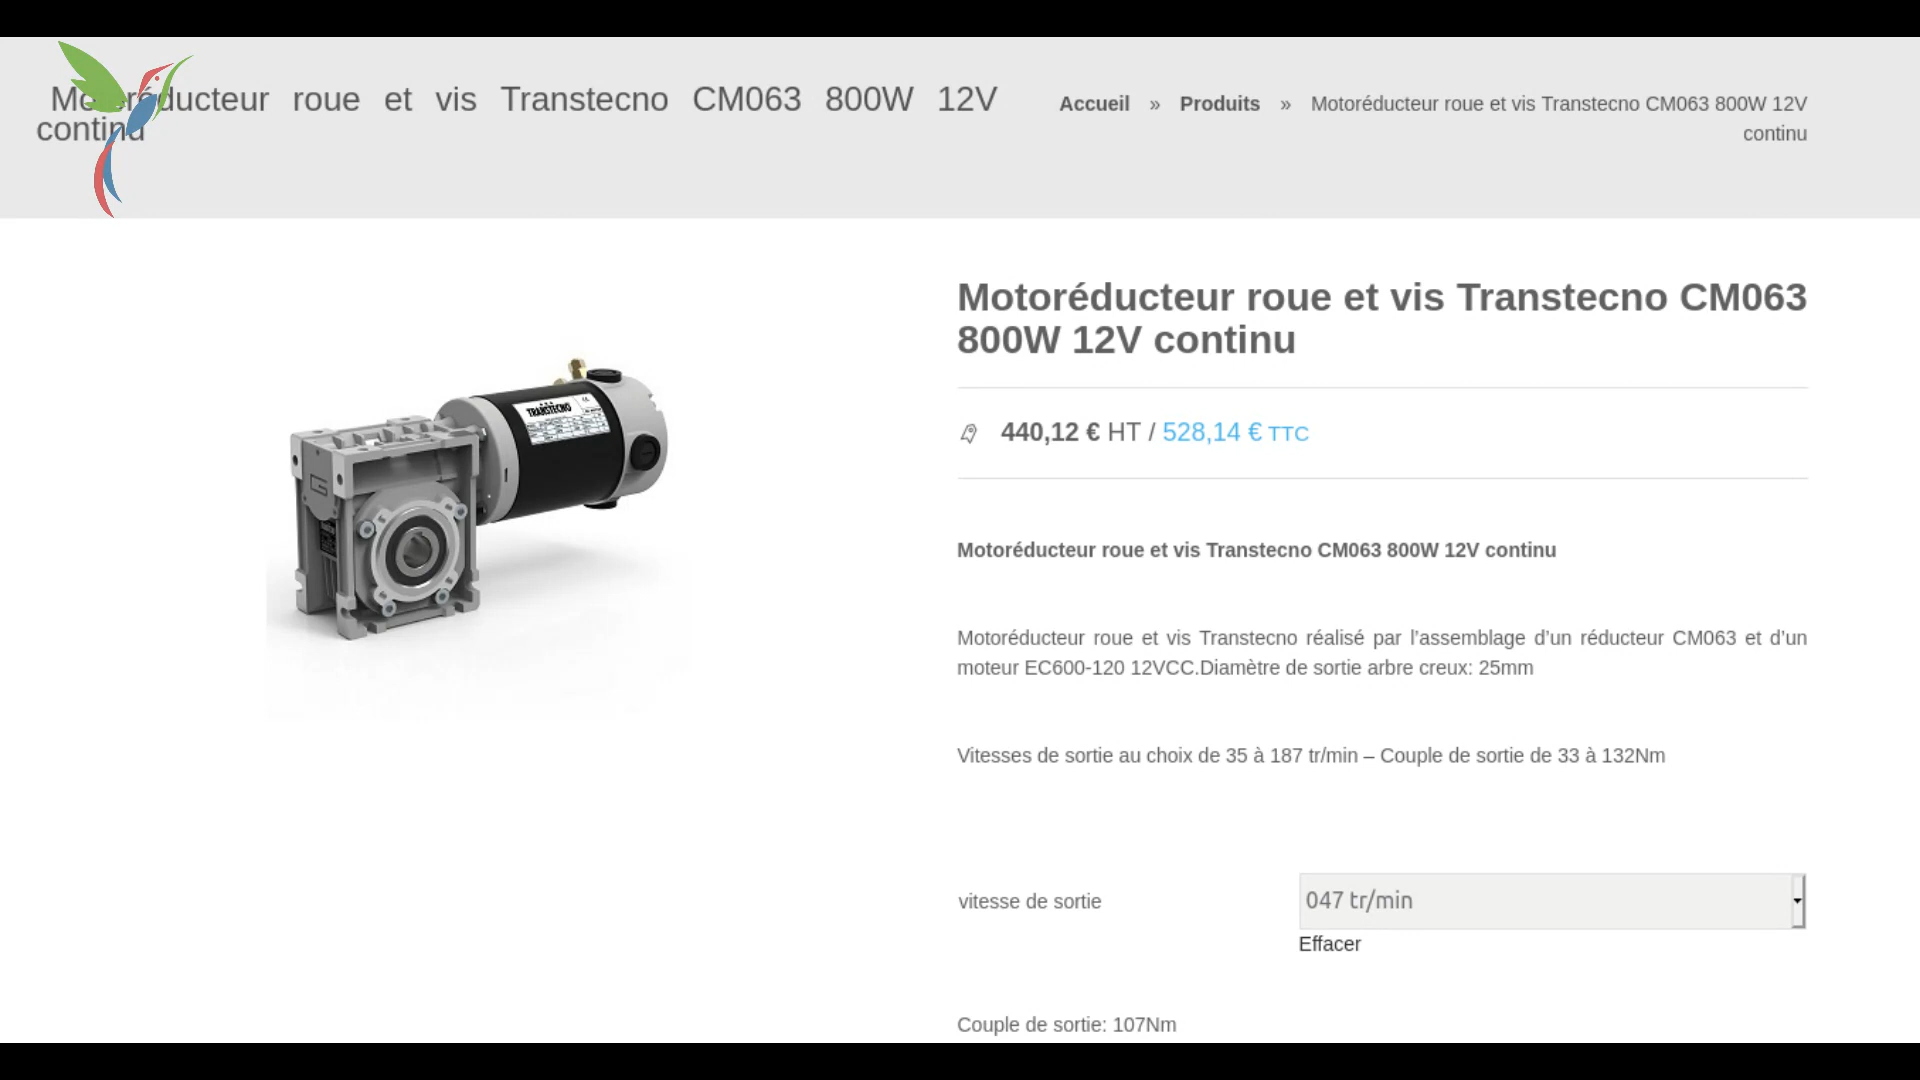 Motoréducteur roue et vis Transtecno CM063 800W 12V
continu
Accueil » Produits » Motoréducteur roue et vis Transtecno CM063 800W 12V
continu
TRANSTECNO
Motoréducteur roue et vis Transtecno CM063
800W 12V continu
440,12 € HT / 528,14 € TTC
Motoréducteur roue et vis Transtecno CM063 800W 12V continu
Motoréducteur roue et vis Transtecno réalisé par l’assemblage d’un réducteur CM063 et d’un
moteur EC600-120 12VCC.Diamètre de sortie arbre creux: 25mm
Vitesses de sortie au choix de 35 à 187 tr/min – Couple de sortie de 33 à 132Nm
vitesse de sortie
047 tr/min
Effacer
Couple de sortie: 107Nm